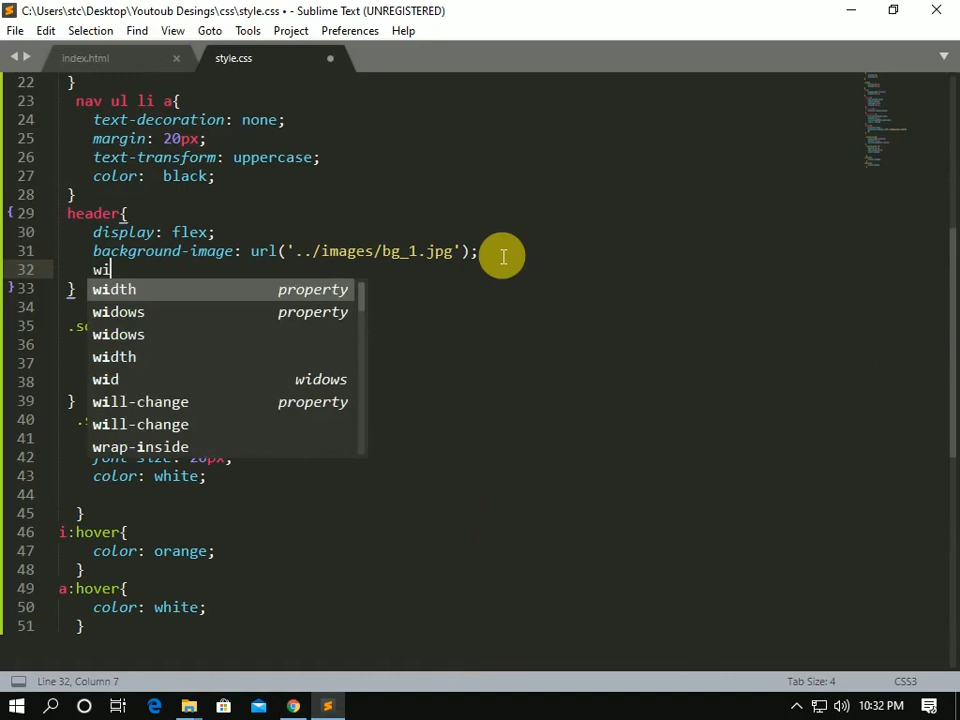 C:\Users\stc\Desktop\Youtoub Desings\css\style.css • - Sublime Text (UNREGISTERED)
File Edit Selection Find View Goto Tools Project Preferences Help
index.html style.css
22 }
23 nav ul li a{
24 text-decoration: none;
25 margin: 20px;
26 text-transform: uppercase;
27 color: black;
28 }
29 header{
30 display: flex;
31 background-image: url('../images/bg_1.jpg');
32 wi
33 }
width property
34
widows property
35
widows
36
width
37
wid widows
38
39 }
will-change property
40
will-change
41
wrap-inside
42
43 color: white;
44
45 }
46 i:hover{
47 color: orange;
48 }
49 a:hover{
50 color: white;
51 }
Line 32, Column 7 Tab Size: 4 CSS3
10:32 PM